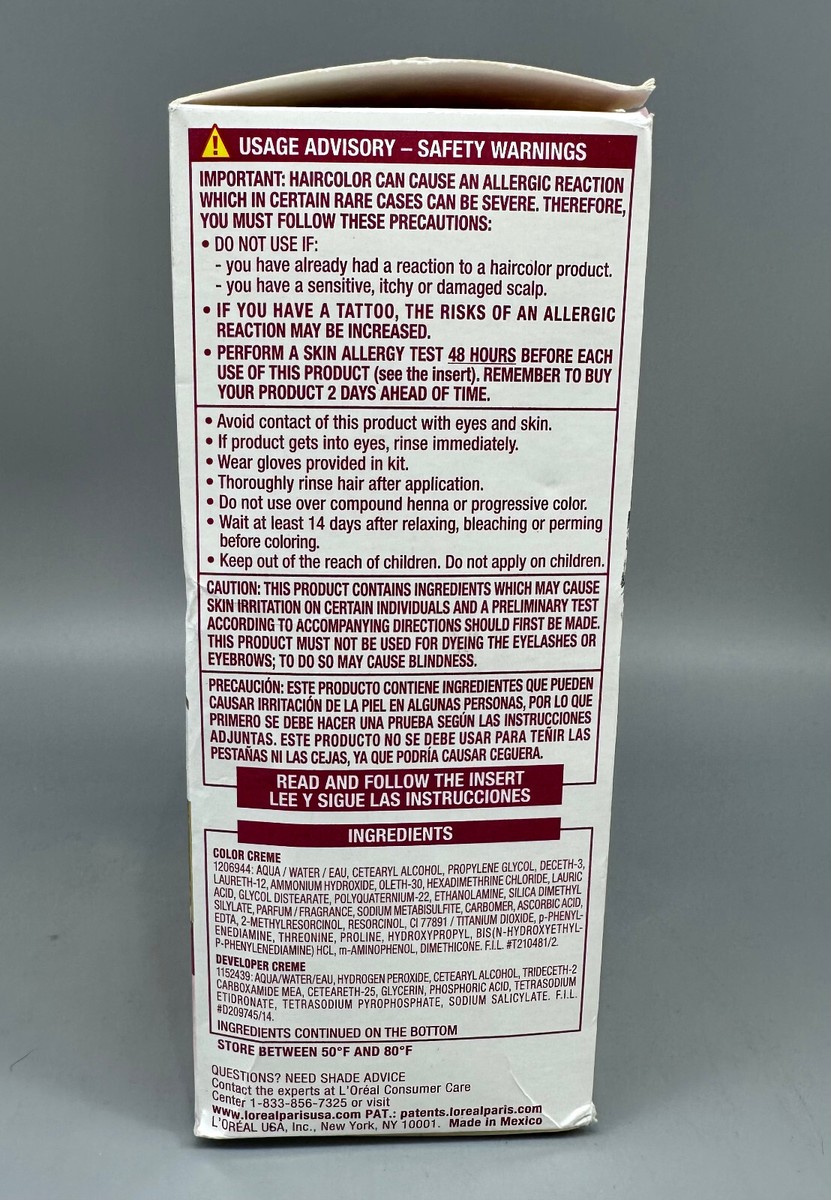 USAGE ADVISORY – SAFETY WARNINGS
IMPORTANT: HAIRCOLOR CAN CAUSE AN ALLERGIC REACTION
WHICH IN CERTAIN RARE CASES CAN BE SEVERE. THEREFORE,
YOU MUST FOLLOW THESE PRECAUTIONS:
• DO NOT USE IF:
- you have already had a reaction to a haircolor product.
- you have a sensitive, itchy or damaged scalp.
• IF YOU HAVE A TATTOO, THE RISKS OF AN ALLERGIC
REACTION MAY BE INCREASED.
• PERFORM A SKIN ALLERGY TEST 48 HOURS BEFORE EACH
USE OF THIS PRODUCT (see the insert). REMEMBER TO BUY
YOUR PRODUCT 2 DAYS AHEAD OF TIME.
• Avoid contact of this product with eyes and skin.
• If product gets into eyes, rinse immediately.
• Wear gloves provided in kit.
• Thoroughly rinse hair after application.
• Do not use over compound henna or progressive color.
• Wait at least 14 days after relaxing, bleaching or perming
before coloring.
• Keep out of the reach of children. Do not apply on children.
CAUTION: THIS PRODUCT CONTAINS INGREDIENTS WHICH MAY CAUSE
SKIN IRRITATION ON CERTAIN INDIVIDUALS AND A PRELIMINARY TEST
ACCORDING TO ACCOMPANYING DIRECTIONS SHOULD FIRST BE MADE.
THIS PRODUCT MUST NOT BE USED FOR DYEING THE EYELASHES OR
EYEBROWS; TO DO SO MAY CAUSE BLINDNESS.
PRECAUCIÓN: ESTE PRODUCTO CONTIENE INGREDIENTES QUE PUEDEN
CAUSAR IRRITACIÓN DE LA PIEL EN ALGUNAS PERSONAS, POR LO QUE
PRIMERO SE DEBE HACER UNA PRUEBA SEGÚN LAS INSTRUCCIONES
ADJUNTAS. ESTE PRODUCTO NO SE DEBE USAR PARA TEÑIR LAS
PESTAÑAS NI LAS CEJAS, YA QUE PODRÍA CAUSAR CEGUERA.
READ AND FOLLOW THE INSERT
LEE Y SIGUE LAS INSTRUCCIONES
INGREDIENTS
COLOR CREME
1206944: AQUA / WATER / EAU, CETEARYL ALCOHOL, PROPYLENE GLYCOL, DECETH-3,
LAURETH-12, AMMONIUM HYDROXIDE, OLETH-30, HEXADIMETHRINE CHLORIDE, LAURIC
ACID, GLYCOL DISTEARATE, POLYQUATERNIUM-22, ETHANOLAMINE, SILICA DIMETHYL
SILYLATE, PARFUM / FRAGRANCE, SODIUM METABISULFITE, CARBOMER, ASCORBIC ACID,
EDTA, 2-METHYLRESORCINOL, RESORCINOL, CI 77891 / TITANIUM DIOXIDE, p-PHENYL-
ENEDIAMINE, THREONINE, PROLINE, HYDROXYPROPYL, BIS(N-HYDROXYETHYL-
P-PHENYLENEDIAMINE) HCL, m-AMINOPHENOL, DIMETHICONE. F.I.L. #T210481/2.
DEVELOPER CREME
1152439: AQUA/WATER/EAU, HYDROGEN PEROXIDE, CETEARYL ALCOHOL, TRIDECETH-2
CARBOXAMIDE MEA, CETEARETH-25, GLYCERIN, PHOSPHORIC ACID, TETRASODIUM
ETIDRONATE, TETRASODIUM PYROPHOSPHATE, SODIUM SALICYLATE. F.I.L.
#D209745/14.
INGREDIENTS CONTINUED ON THE BOTTOM
STORE BETWEEN 50°F AND 80°F
QUESTIONS? NEED SHADE ADVICE
Contact the experts at L'Oréal Consumer Care
Center 1-833-856-7325 or visit
www.lorealparisusa.com PAT.: patents.lorealparis.com
L'ORÉAL USA, Inc., New York, NY 10001. Made in Mexico